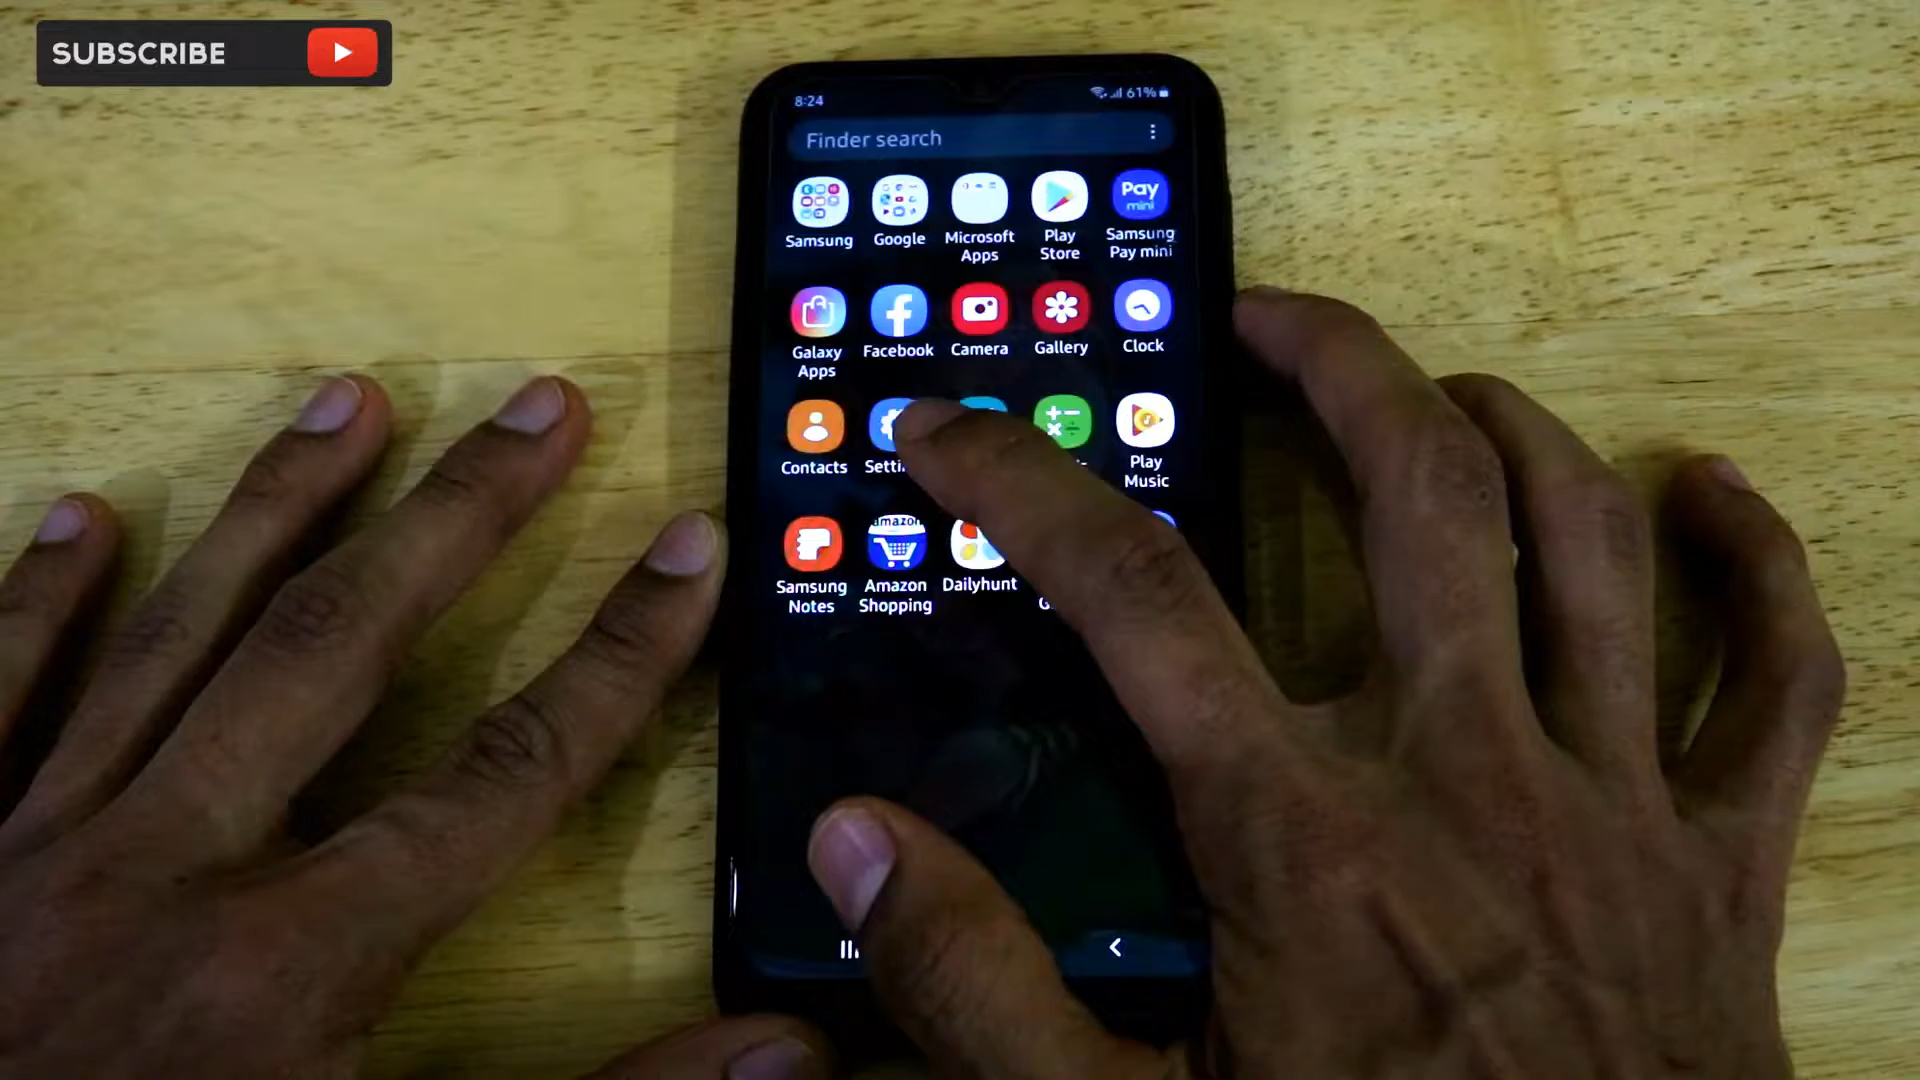 SUBSCRIBE
8:24
61%
Finder search
Samsung
Google
Microsoft
Apps
Play
Store
Pay
mini
Samsung
Pay mini
Galaxy
Apps
Facebook
Camera
Gallery
Clock
Contacts
Play
Music
Samsung
Notes
amazon
Amazon
Shopping
Dailyhunt